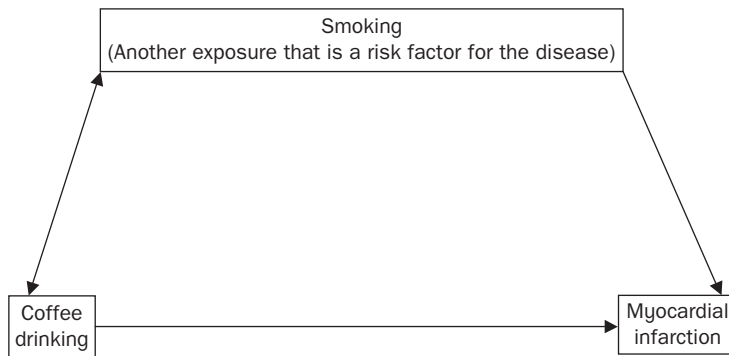 Smoking
(Another exposure that is a risk factor for the disease)
Coffee
drinking
Myocardial
infarction